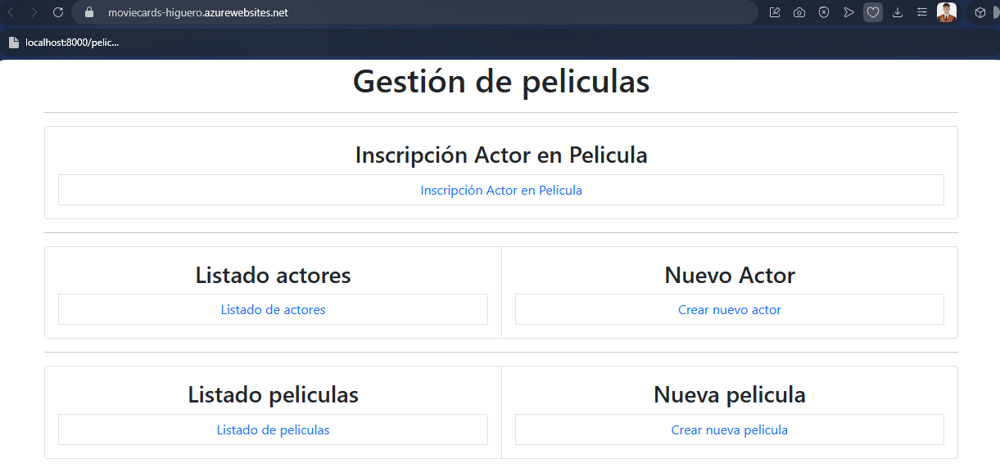 moviecards-higuero.azurewebsites.net
localhost:8000/pelic...
Gestión de peliculas
Inscripción Actor en Pelicula
Inscripción Actor en Pelicula
Listado actores
Listado de actores
Nuevo Actor
Crear nuevo actor
Listado peliculas
Listado de peliculas
Nueva pelicula
Crear nueva pelicula